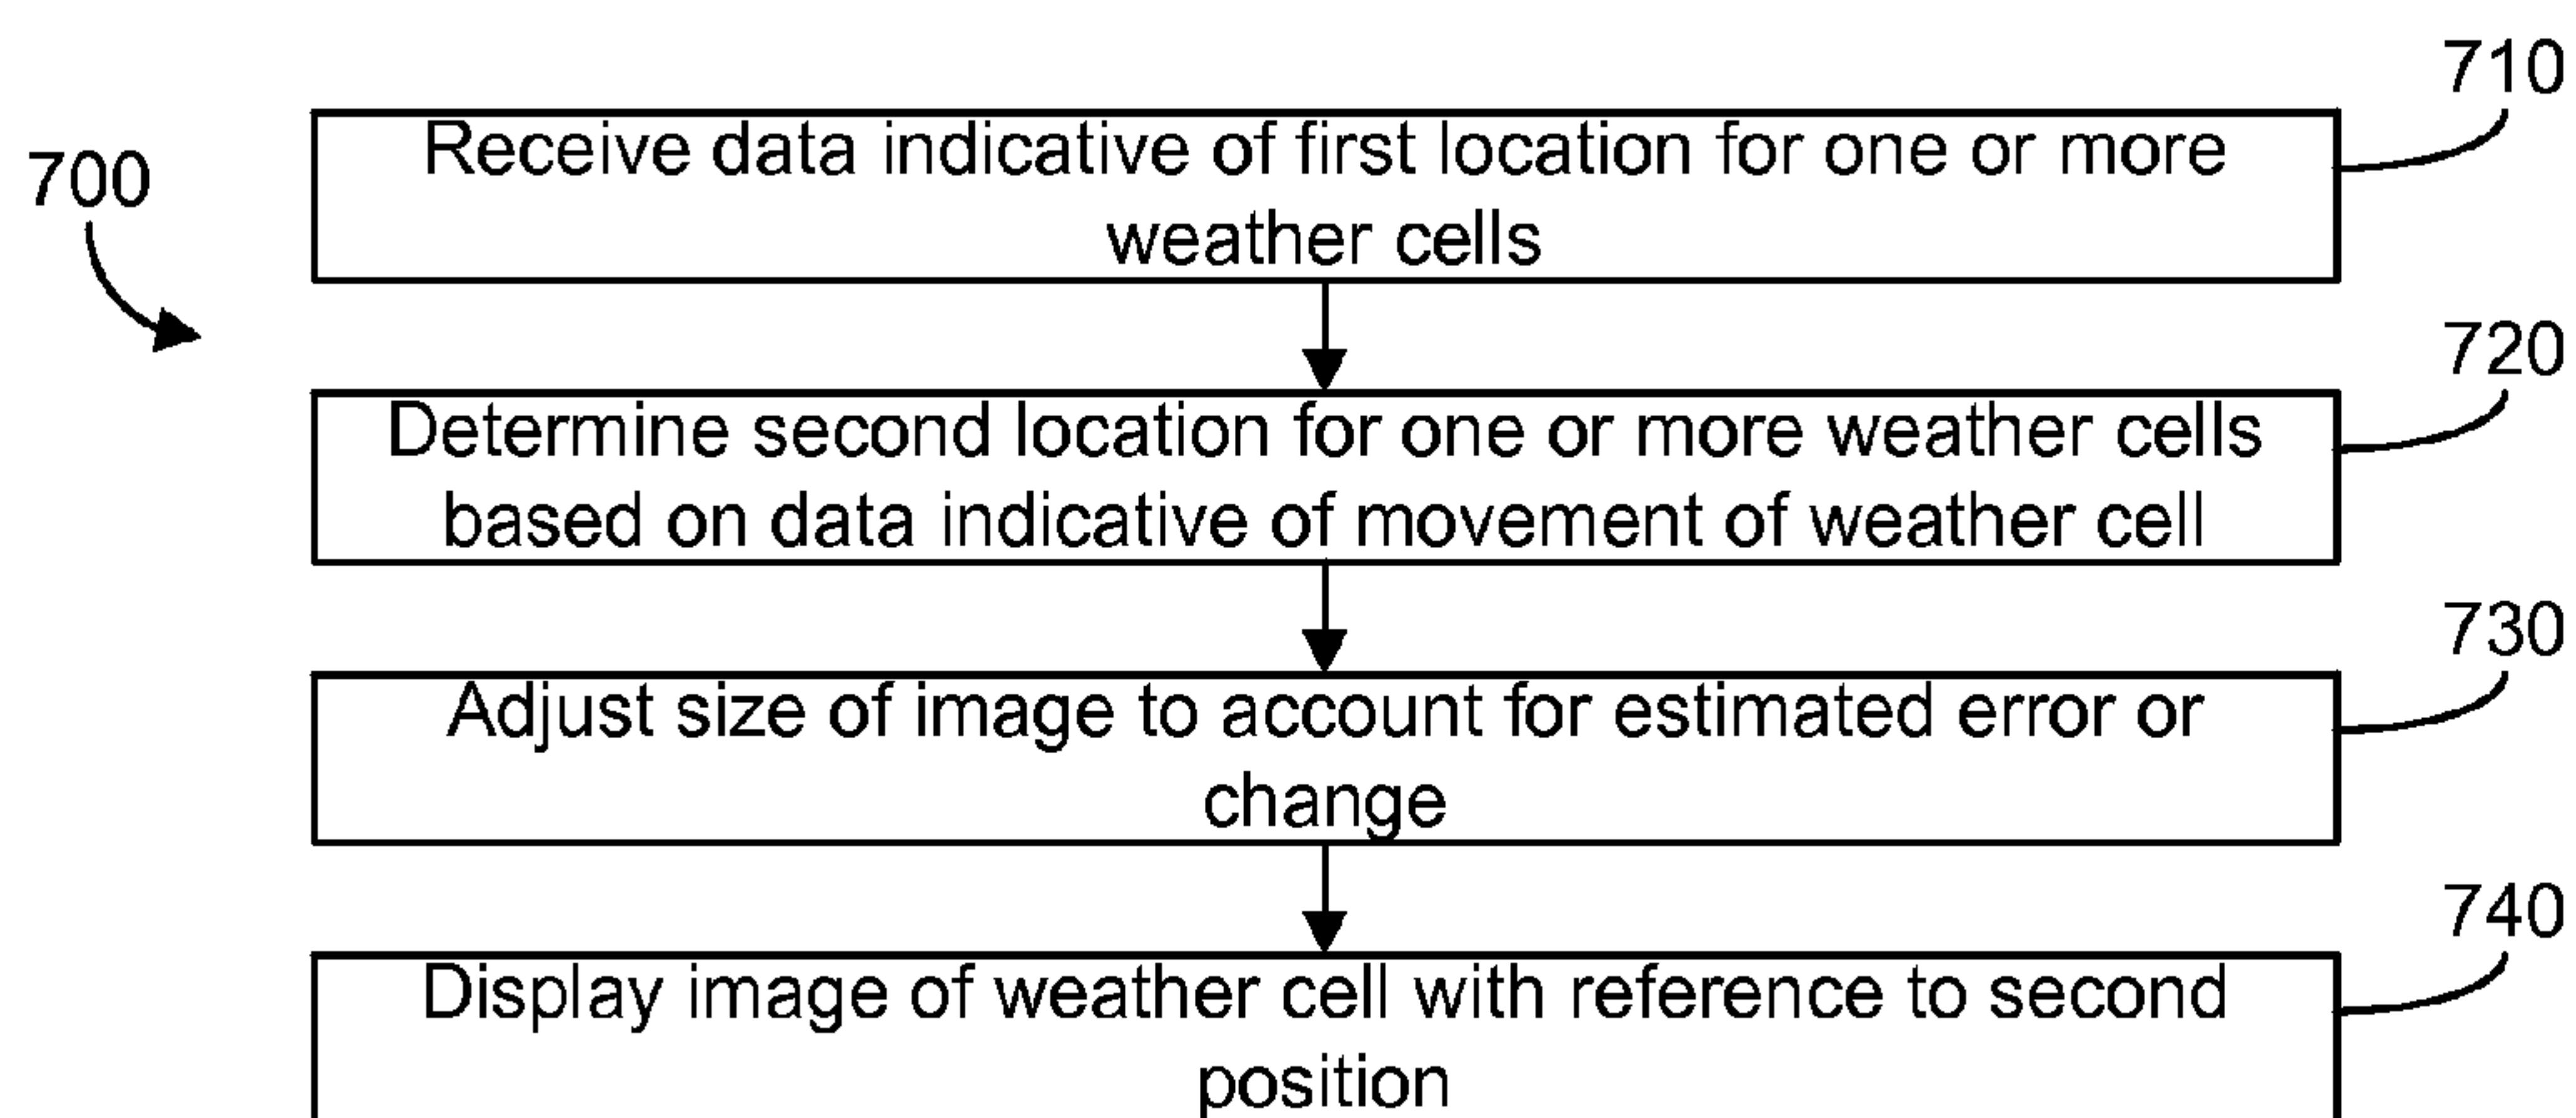 710
700
Receive data indicative of first location for one or more
weather cells
720
Determine second location for one or more weather cells
based on data indicative of movement of weather cell
730
Adjust size of image to account for estimated error or
change
740
Display image of weather cell with reference to second
position